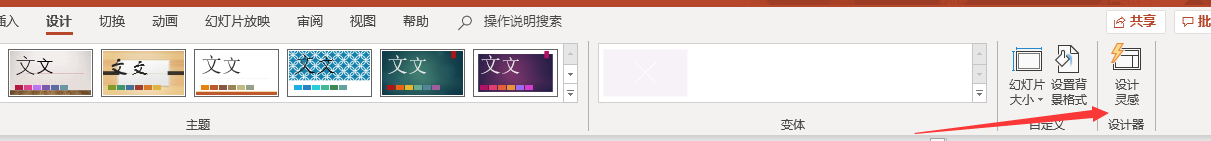 插入 设计 切换 动画 幻灯片放映 审阅 视图 帮助 操作说明搜索 共享 批
文文 文文 文文 文文 文文 文文
幻灯片 设置背 设计
大小 景格式 灵感
主题 变体 自定义 设计器